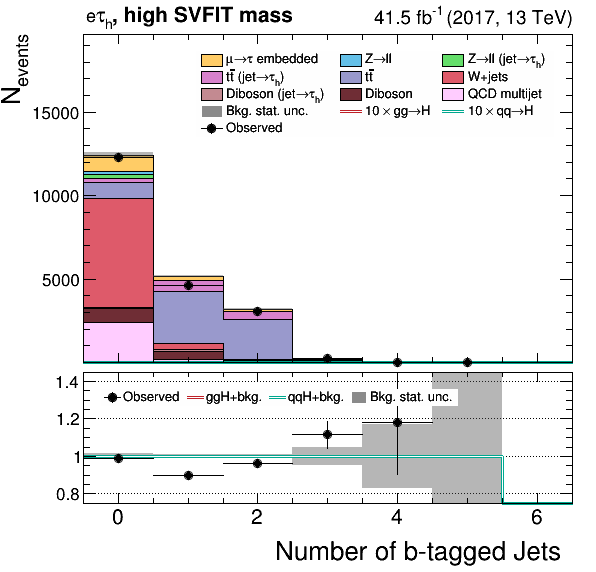 eτh, high SVFIT mass 41.5 fb⁻¹ (2017, 13 TeV)
Nevents
μ→τ embedded Z→ll Z→ll (jet→τh)
tt̄ (jet→τh) tt̄ W+jets
Diboson (jet→τh) Diboson QCD multijet
Bkg. stat. unc. 10 × gg→H 10 × qq→H
Observed
15000
10000
5000
1.4
Observed ggH+bkg. qqH+bkg. Bkg. stat. unc.
1.2
1
0.8
0 2 4 6
Number of b-tagged Jets